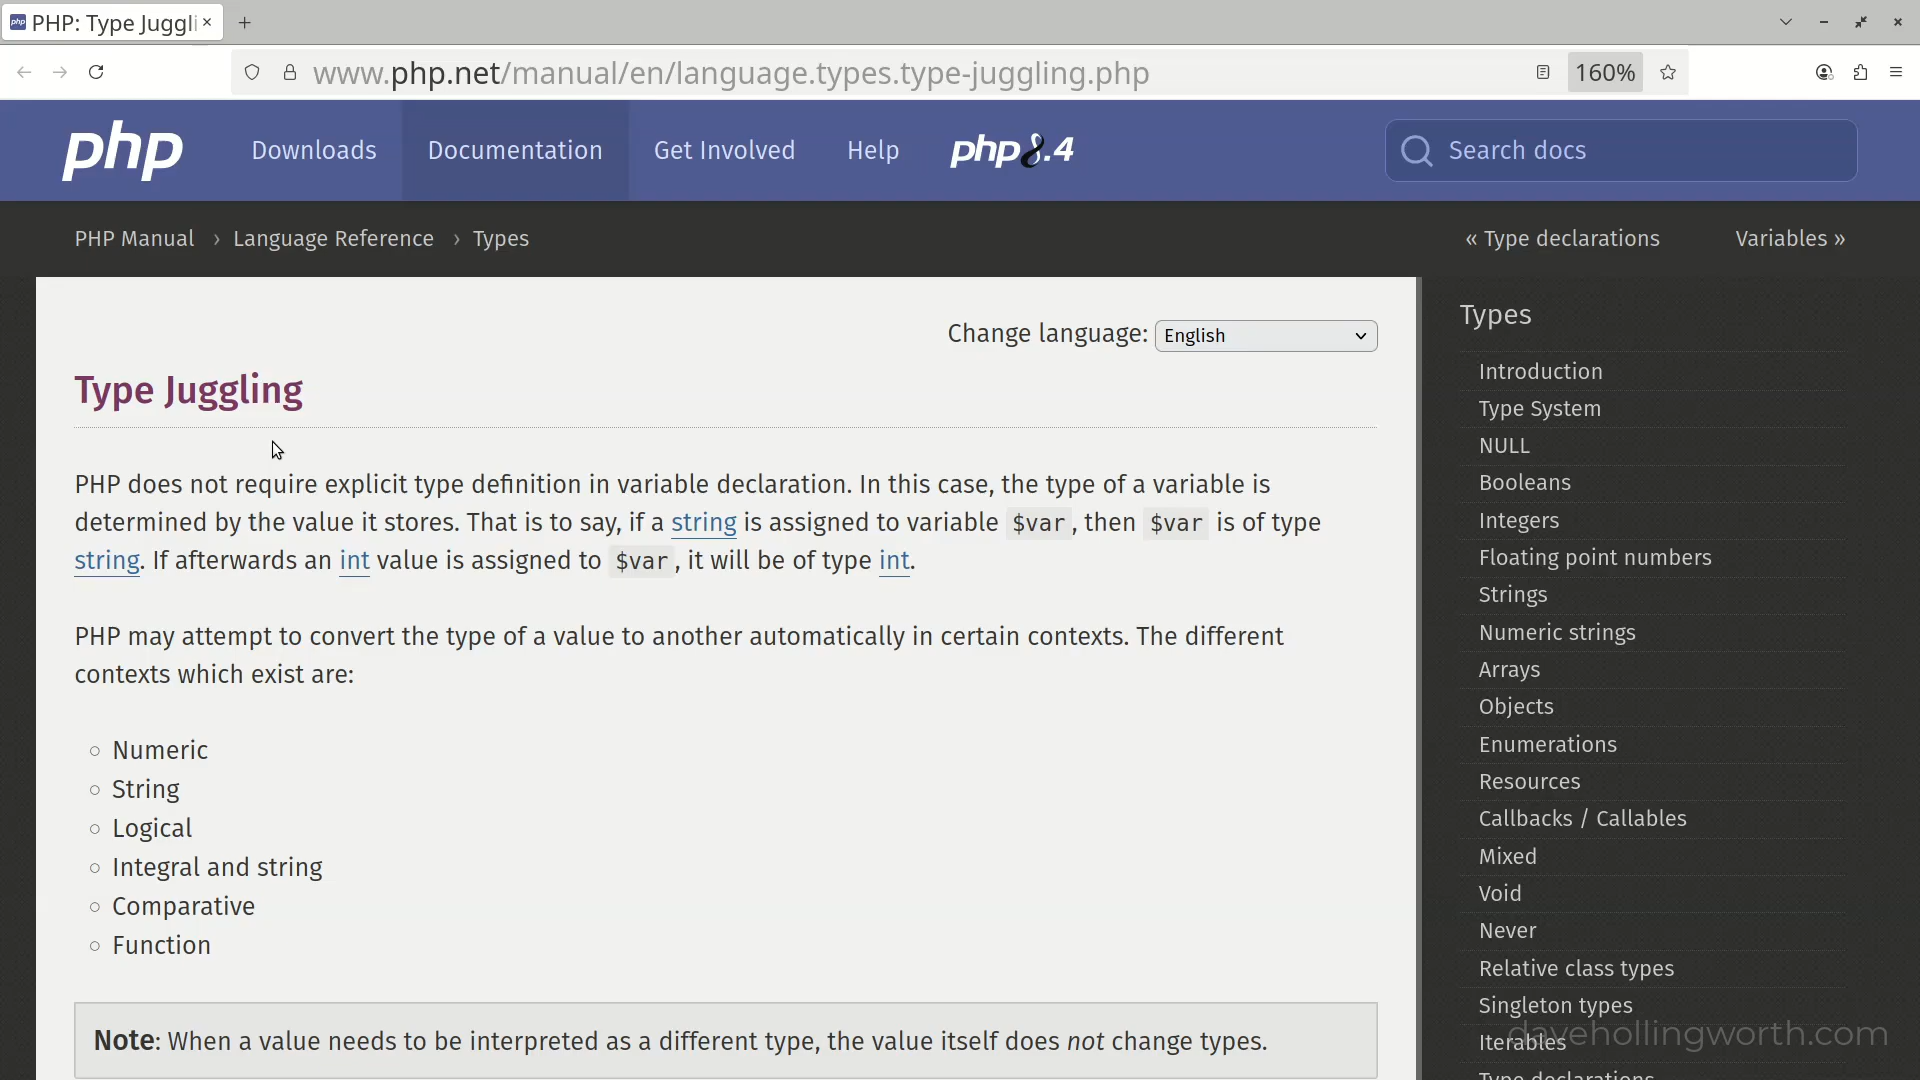 PHP: Type Juggli
www.php.net/manual/en/language.types.type-juggling.php
160%
php
Downloads
Documentation
Get Involved
Help
php8.4
Search docs
PHP Manual › Language Reference › Types
« Type declarations
Variables »
Change language: English
Type Juggling
PHP does not require explicit type definition in variable declaration. In this case, the type of a variable is
determined by the value it stores. That is to say, if a string is assigned to variable $var, then $var is of type
string. If afterwards an int value is assigned to $var, it will be of type int.
PHP may attempt to convert the type of a value to another automatically in certain contexts. The different
contexts which exist are:
Numeric
String
Logical
Integral and string
Comparative
Function
Note: When a value needs to be interpreted as a different type, the value itself does not change types.
Types
Introduction
Type System
NULL
Booleans
Integers
Floating point numbers
Strings
Numeric strings
Arrays
Objects
Enumerations
Resources
Callbacks / Callables
Mixed
Void
Never
Relative class types
Singleton types
Iterables
Type declarations
davehollingworth.com